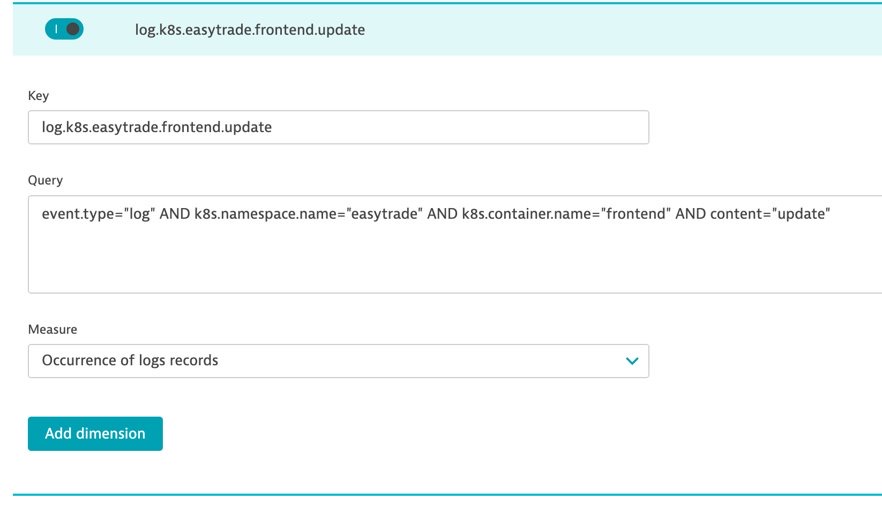 log.k8s.easytrade.frontend.update
Key
log.k8s.easytrade.frontend.update
Query
event.type="log" AND k8s.namespace.name="easytrade" AND k8s.container.name="frontend" AND content="update"
Measure
Occurrence of logs records
Add dimension